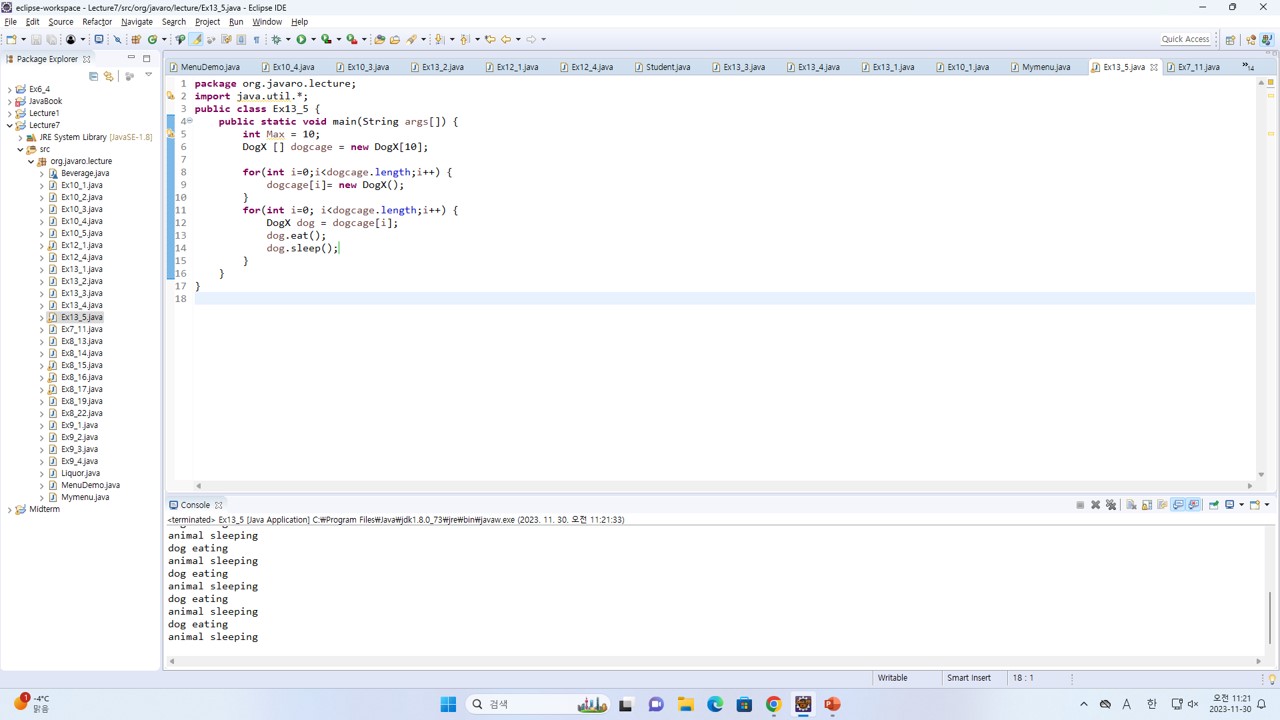 eclipse-workspace - Lecture7/src/org/javaro/lecture/Ex13_5.java - Eclipse IDE
File Edit Source Refactor Navigate Search Project Run Window Help
Quick Access
Package Explorer
MenuDemo.java Ex10_4.java Ex10_3.java Ex13_2.java Ex12_1.java Ex12_4.java Student.java Ex13_3.java Ex13_4.java Ex13_1.java Ex10_1.java Mymenu.java Ex13_5.java Ex7_11.java »14
Ex6_4
JavaBook
Lecture1
Lecture7
JRE System Library [JavaSE-1.8]
src
org.javaro.lecture
Beverage.java
Ex10_1.java
Ex10_2.java
Ex10_3.java
Ex10_4.java
Ex10_5.java
Ex12_1.java
Ex12_4.java
Ex13_1.java
Ex13_2.java
Ex13_3.java
Ex13_4.java
Ex13_5.java
Ex7_11.java
Ex8_13.java
Ex8_14.java
Ex8_15.java
Ex8_16.java
Ex8_17.java
Ex8_19.java
Ex8_22.java
Ex9_1.java
Ex9_2.java
Ex9_3.java
Ex9_4.java
Liquor.java
MenuDemo.java
Mymenu.java
Midterm
1 package org.javaro.lecture;
2 import java.util.*;
3 public class Ex13_5 {
4 public static void main(String args[]) {
5 int Max = 10;
6 DogX [] dogcage = new DogX[10];
7
8 for(int i=0;i<dogcage.length;i++) {
9 dogcage[i]= new DogX();
10 }
11 for(int i=0; i<dogcage.length;i++) {
12 DogX dog = dogcage[i];
13 dog.eat();
14 dog.sleep();
15 }
16 }
17 }
18
Console
<terminated> Ex13_5 [Java Application] C:₩Program Files₩Java₩jdk1.8.0_73₩jre₩bin₩javaw.exe (2023. 11. 30. 오전 11:21:33)
animal sleeping
dog eating
animal sleeping
dog eating
animal sleeping
dog eating
animal sleeping
dog eating
animal sleeping
Writable Smart Insert 18 : 1
1
-4°C
맑음
검색
A 한
오전 11:21
2023-11-30